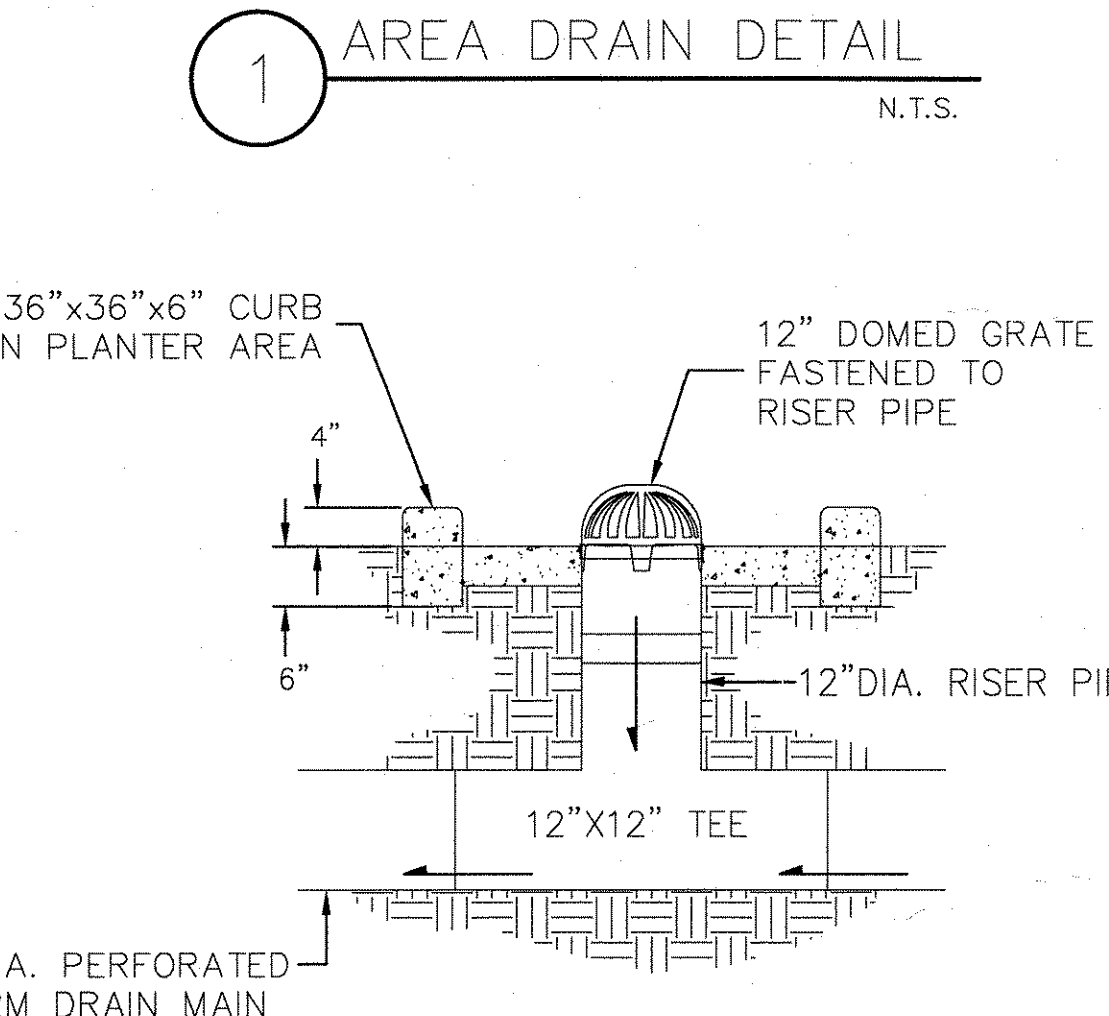 1
AREA DRAIN DETAIL
N.T.S.
36"x36"x6" CURB
PLANTER AREA
12" DOMED GRATE
FASTENED TO
RISER PIPE
4"
6"
12"DIA. RISER
12"X12" TEE
PERFORATED
DRAIN MAIN